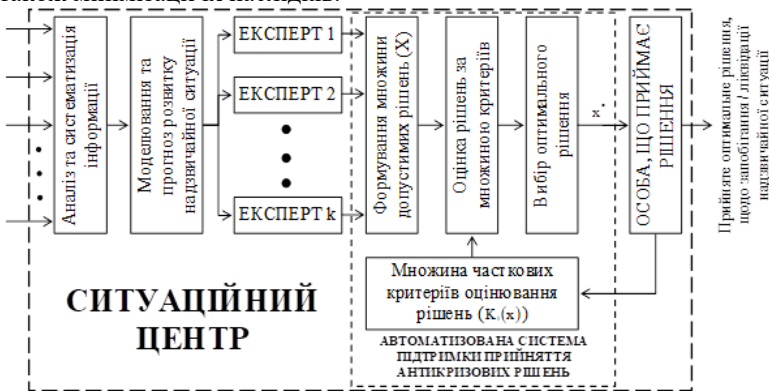 Аналіз та систематизація
інформації
Моделювання та
прогноз розвитку
надзвичайної ситуації
ЕКСПЕРТ 1
ЕКСПЕРТ 2
ЕКСПЕРТ k
Формування множини
допустимих рішень (X)
Оцінка рішень за
множиною критеріїв
Вибір оптимального
рішення
x*
ОСОБА, ЩО ПРИЙМАЄ
РІШЕННЯ
Прийняте оптимальне рішення,
щодо запобігання / ліквідації
надзвичайної ситуації
Множина часткових
критеріїв оцінювання
рішень (Ki(x))
СИТУАЦІЙНИЙ
ЦЕНТР
АВТОМАТИЗОВАНА СИСТЕМА
ПІДТРИМКИ ПРИЙНЯТТЯ
АНТИКРИЗОВИХ РІШЕНЬ